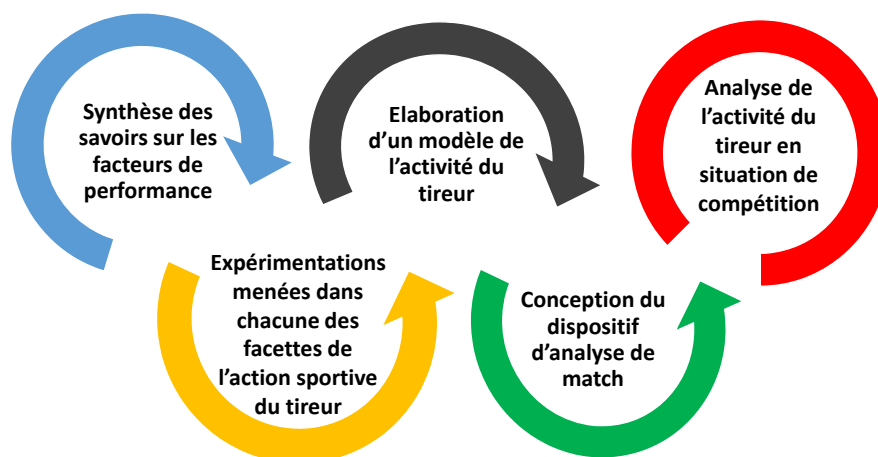 Synthèse des
savoirs sur les
facteurs de
performance
Expérimentations
menées dans
chacune des
facettes de
l’action sportive
du tireur
Elaboration
d’un modèle de
l’activité du
tireur
Conception du
dispositif
d’analyse de
match
Analyse de
l’activité du
tireur en
situation de
compétition